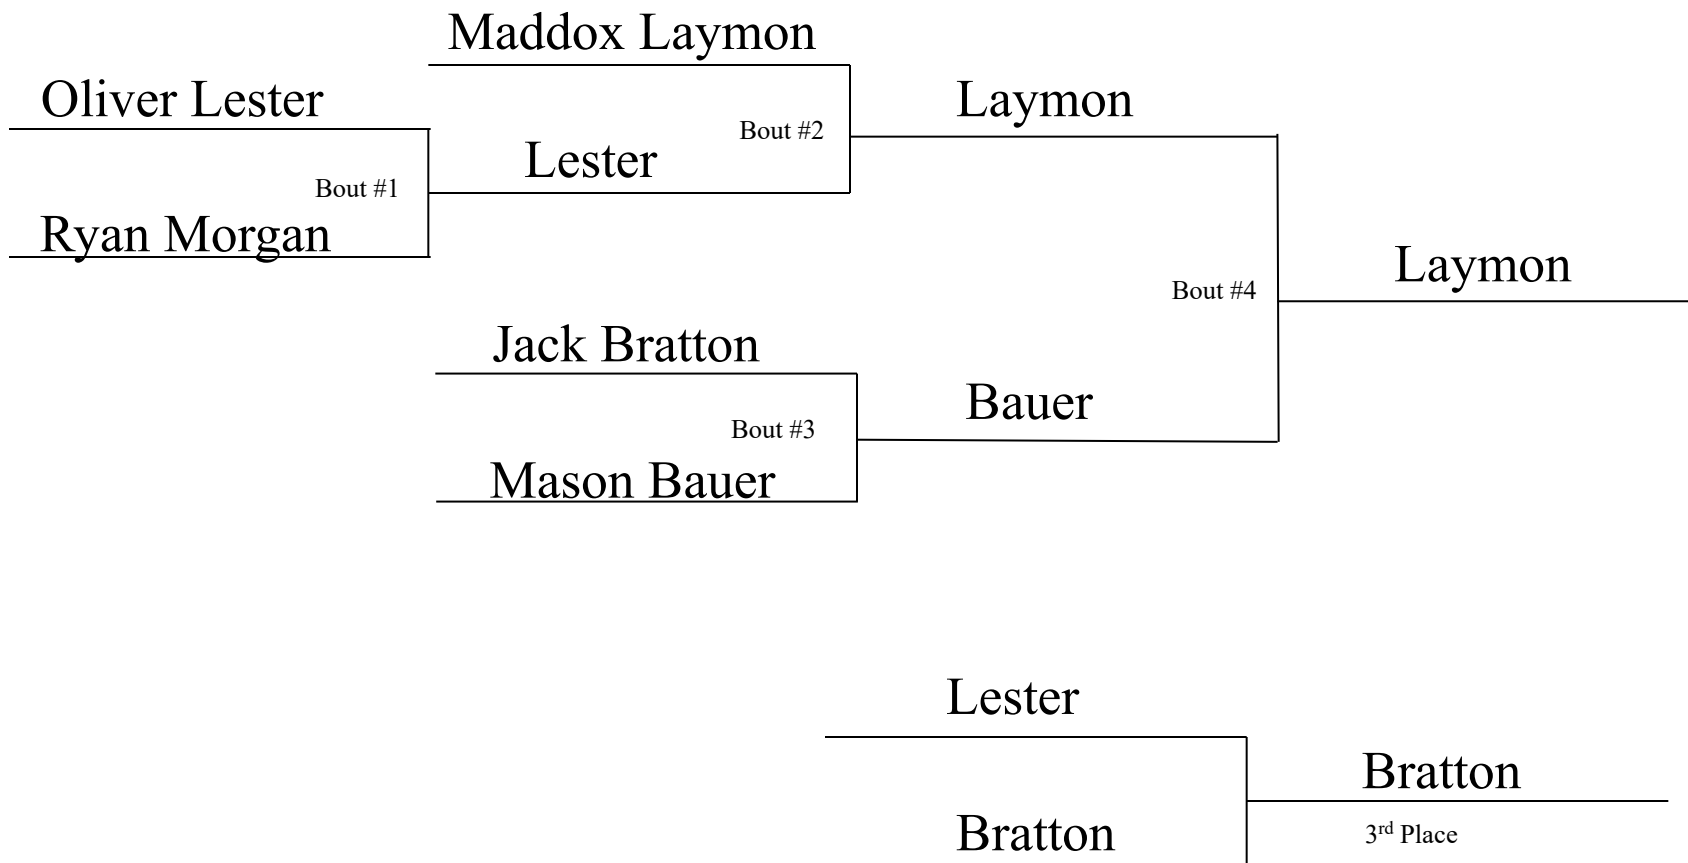 Maddox Laymon
Oliver Lester
Laymon
Bout #2
Lester
Bout #1
Ryan Morgan
Laymon
Bout #4
Jack Bratton
Bauer
Bout #3
Mason Bauer
Lester
Bratton
3rd Place
Bratton